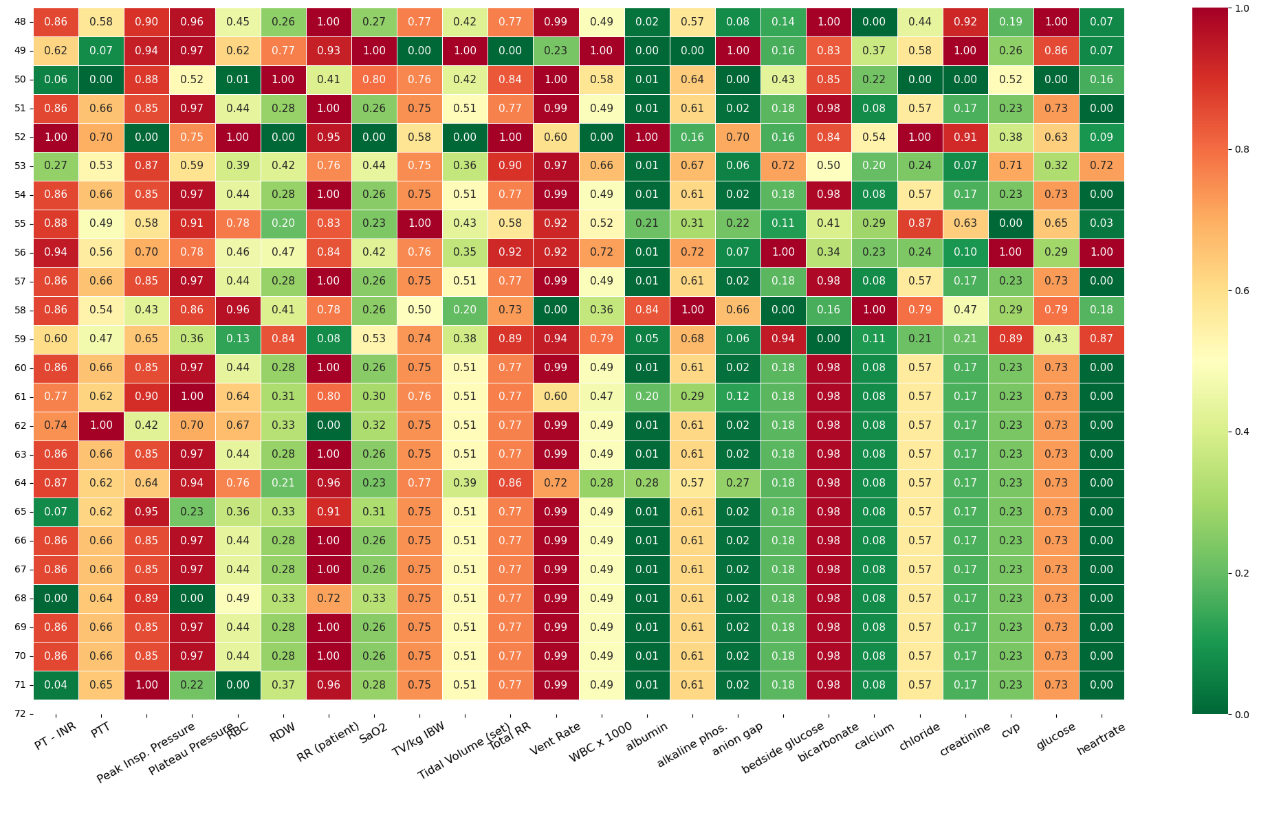 48 0.86 0.58 0.90 0.96 0.45 0.26 1.00 0.27 0.77 0.42 0.77 0.99 0.49 0.02 0.57 0.08 0.14 1.00 0.00 0.44 0.92 0.19 1.00 0.07
49 0.62 0.07 0.94 0.97 0.62 0.77 0.93 1.00 0.00 1.00 0.00 0.23 1.00 0.00 0.00 1.00 0.16 0.83 0.37 0.58 1.00 0.26 0.86 0.07
50 0.06 0.00 0.88 0.52 0.01 1.00 0.41 0.80 0.76 0.42 0.84 1.00 0.58 0.01 0.64 0.00 0.43 0.85 0.22 0.00 0.00 0.52 0.00 0.16
51 0.86 0.66 0.85 0.97 0.44 0.28 1.00 0.26 0.75 0.51 0.77 0.99 0.49 0.01 0.61 0.02 0.18 0.98 0.08 0.57 0.17 0.23 0.73 0.00
52 1.00 0.70 0.00 0.75 1.00 0.00 0.95 0.00 0.58 0.00 1.00 0.60 0.00 1.00 0.16 0.70 0.16 0.84 0.54 1.00 0.91 0.38 0.63 0.09
53 0.27 0.53 0.87 0.59 0.39 0.42 0.76 0.44 0.75 0.36 0.90 0.97 0.66 0.01 0.67 0.06 0.72 0.50 0.20 0.24 0.07 0.71 0.32 0.72
54 0.86 0.66 0.85 0.97 0.44 0.28 1.00 0.26 0.75 0.51 0.77 0.99 0.49 0.01 0.61 0.02 0.18 0.98 0.08 0.57 0.17 0.23 0.73 0.00
55 0.88 0.49 0.58 0.91 0.78 0.20 0.83 0.23 1.00 0.43 0.58 0.92 0.52 0.21 0.31 0.22 0.11 0.41 0.29 0.87 0.63 0.00 0.65 0.03
56 0.94 0.56 0.70 0.78 0.46 0.47 0.84 0.42 0.76 0.35 0.92 0.92 0.72 0.01 0.72 0.07 1.00 0.34 0.23 0.24 0.10 1.00 0.29 1.00
57 0.86 0.66 0.85 0.97 0.44 0.28 1.00 0.26 0.75 0.51 0.77 0.99 0.49 0.01 0.61 0.02 0.18 0.98 0.08 0.57 0.17 0.23 0.73 0.00
58 0.86 0.54 0.43 0.86 0.96 0.41 0.78 0.26 0.50 0.20 0.73 0.00 0.36 0.84 1.00 0.66 0.00 0.16 1.00 0.79 0.47 0.29 0.79 0.18
59 0.60 0.47 0.65 0.36 0.13 0.84 0.08 0.53 0.74 0.38 0.89 0.94 0.79 0.05 0.68 0.06 0.94 0.00 0.11 0.21 0.21 0.89 0.43 0.87
60 0.86 0.66 0.85 0.97 0.44 0.28 1.00 0.26 0.75 0.51 0.77 0.99 0.49 0.01 0.61 0.02 0.18 0.98 0.08 0.57 0.17 0.23 0.73 0.00
61 0.77 0.62 0.90 1.00 0.64 0.31 0.80 0.30 0.76 0.51 0.77 0.60 0.47 0.20 0.29 0.12 0.18 0.98 0.08 0.57 0.17 0.23 0.73 0.00
62 0.74 1.00 0.42 0.70 0.67 0.33 0.00 0.32 0.75 0.51 0.77 0.99 0.49 0.01 0.61 0.02 0.18 0.98 0.08 0.57 0.17 0.23 0.73 0.00
63 0.86 0.66 0.85 0.97 0.44 0.28 1.00 0.26 0.75 0.51 0.77 0.99 0.49 0.01 0.61 0.02 0.18 0.98 0.08 0.57 0.17 0.23 0.73 0.00
64 0.87 0.62 0.64 0.94 0.76 0.21 0.96 0.23 0.77 0.39 0.86 0.72 0.28 0.28 0.57 0.27 0.18 0.98 0.08 0.57 0.17 0.23 0.73 0.00
65 0.07 0.62 0.95 0.23 0.36 0.33 0.91 0.31 0.75 0.51 0.77 0.99 0.49 0.01 0.61 0.02 0.18 0.98 0.08 0.57 0.17 0.23 0.73 0.00
66 0.86 0.66 0.85 0.97 0.44 0.28 1.00 0.26 0.75 0.51 0.77 0.99 0.49 0.01 0.61 0.02 0.18 0.98 0.08 0.57 0.17 0.23 0.73 0.00
67 0.86 0.66 0.85 0.97 0.44 0.28 1.00 0.26 0.75 0.51 0.77 0.99 0.49 0.01 0.61 0.02 0.18 0.98 0.08 0.57 0.17 0.23 0.73 0.00
68 0.00 0.64 0.89 0.00 0.49 0.33 0.72 0.33 0.75 0.51 0.77 0.99 0.49 0.01 0.61 0.02 0.18 0.98 0.08 0.57 0.17 0.23 0.73 0.00
69 0.86 0.66 0.85 0.97 0.44 0.28 1.00 0.26 0.75 0.51 0.77 0.99 0.49 0.01 0.61 0.02 0.18 0.98 0.08 0.57 0.17 0.23 0.73 0.00
70 0.86 0.66 0.85 0.97 0.44 0.28 1.00 0.26 0.75 0.51 0.77 0.99 0.49 0.01 0.61 0.02 0.18 0.98 0.08 0.57 0.17 0.23 0.73 0.00
71 0.04 0.65 1.00 0.22 0.00 0.37 0.96 0.28 0.75 0.51 0.77 0.99 0.49 0.01 0.61 0.02 0.18 0.98 0.08 0.57 0.17 0.23 0.73 0.00
72
PT - INR
PTT
Peak Insp. Pressure
Plateau Pressure
RBC
RDW
RR (patient)
SaO2
TV/kg IBW
Tidal Volume (set)
Total RR
Vent Rate
WBC x 1000
albumin
alkaline phos.
anion gap
bedside glucose
bicarbonate
calcium
chloride
creatinine
cvp
glucose
heartrate
1.0
0.8
0.6
0.4
0.2
0.0